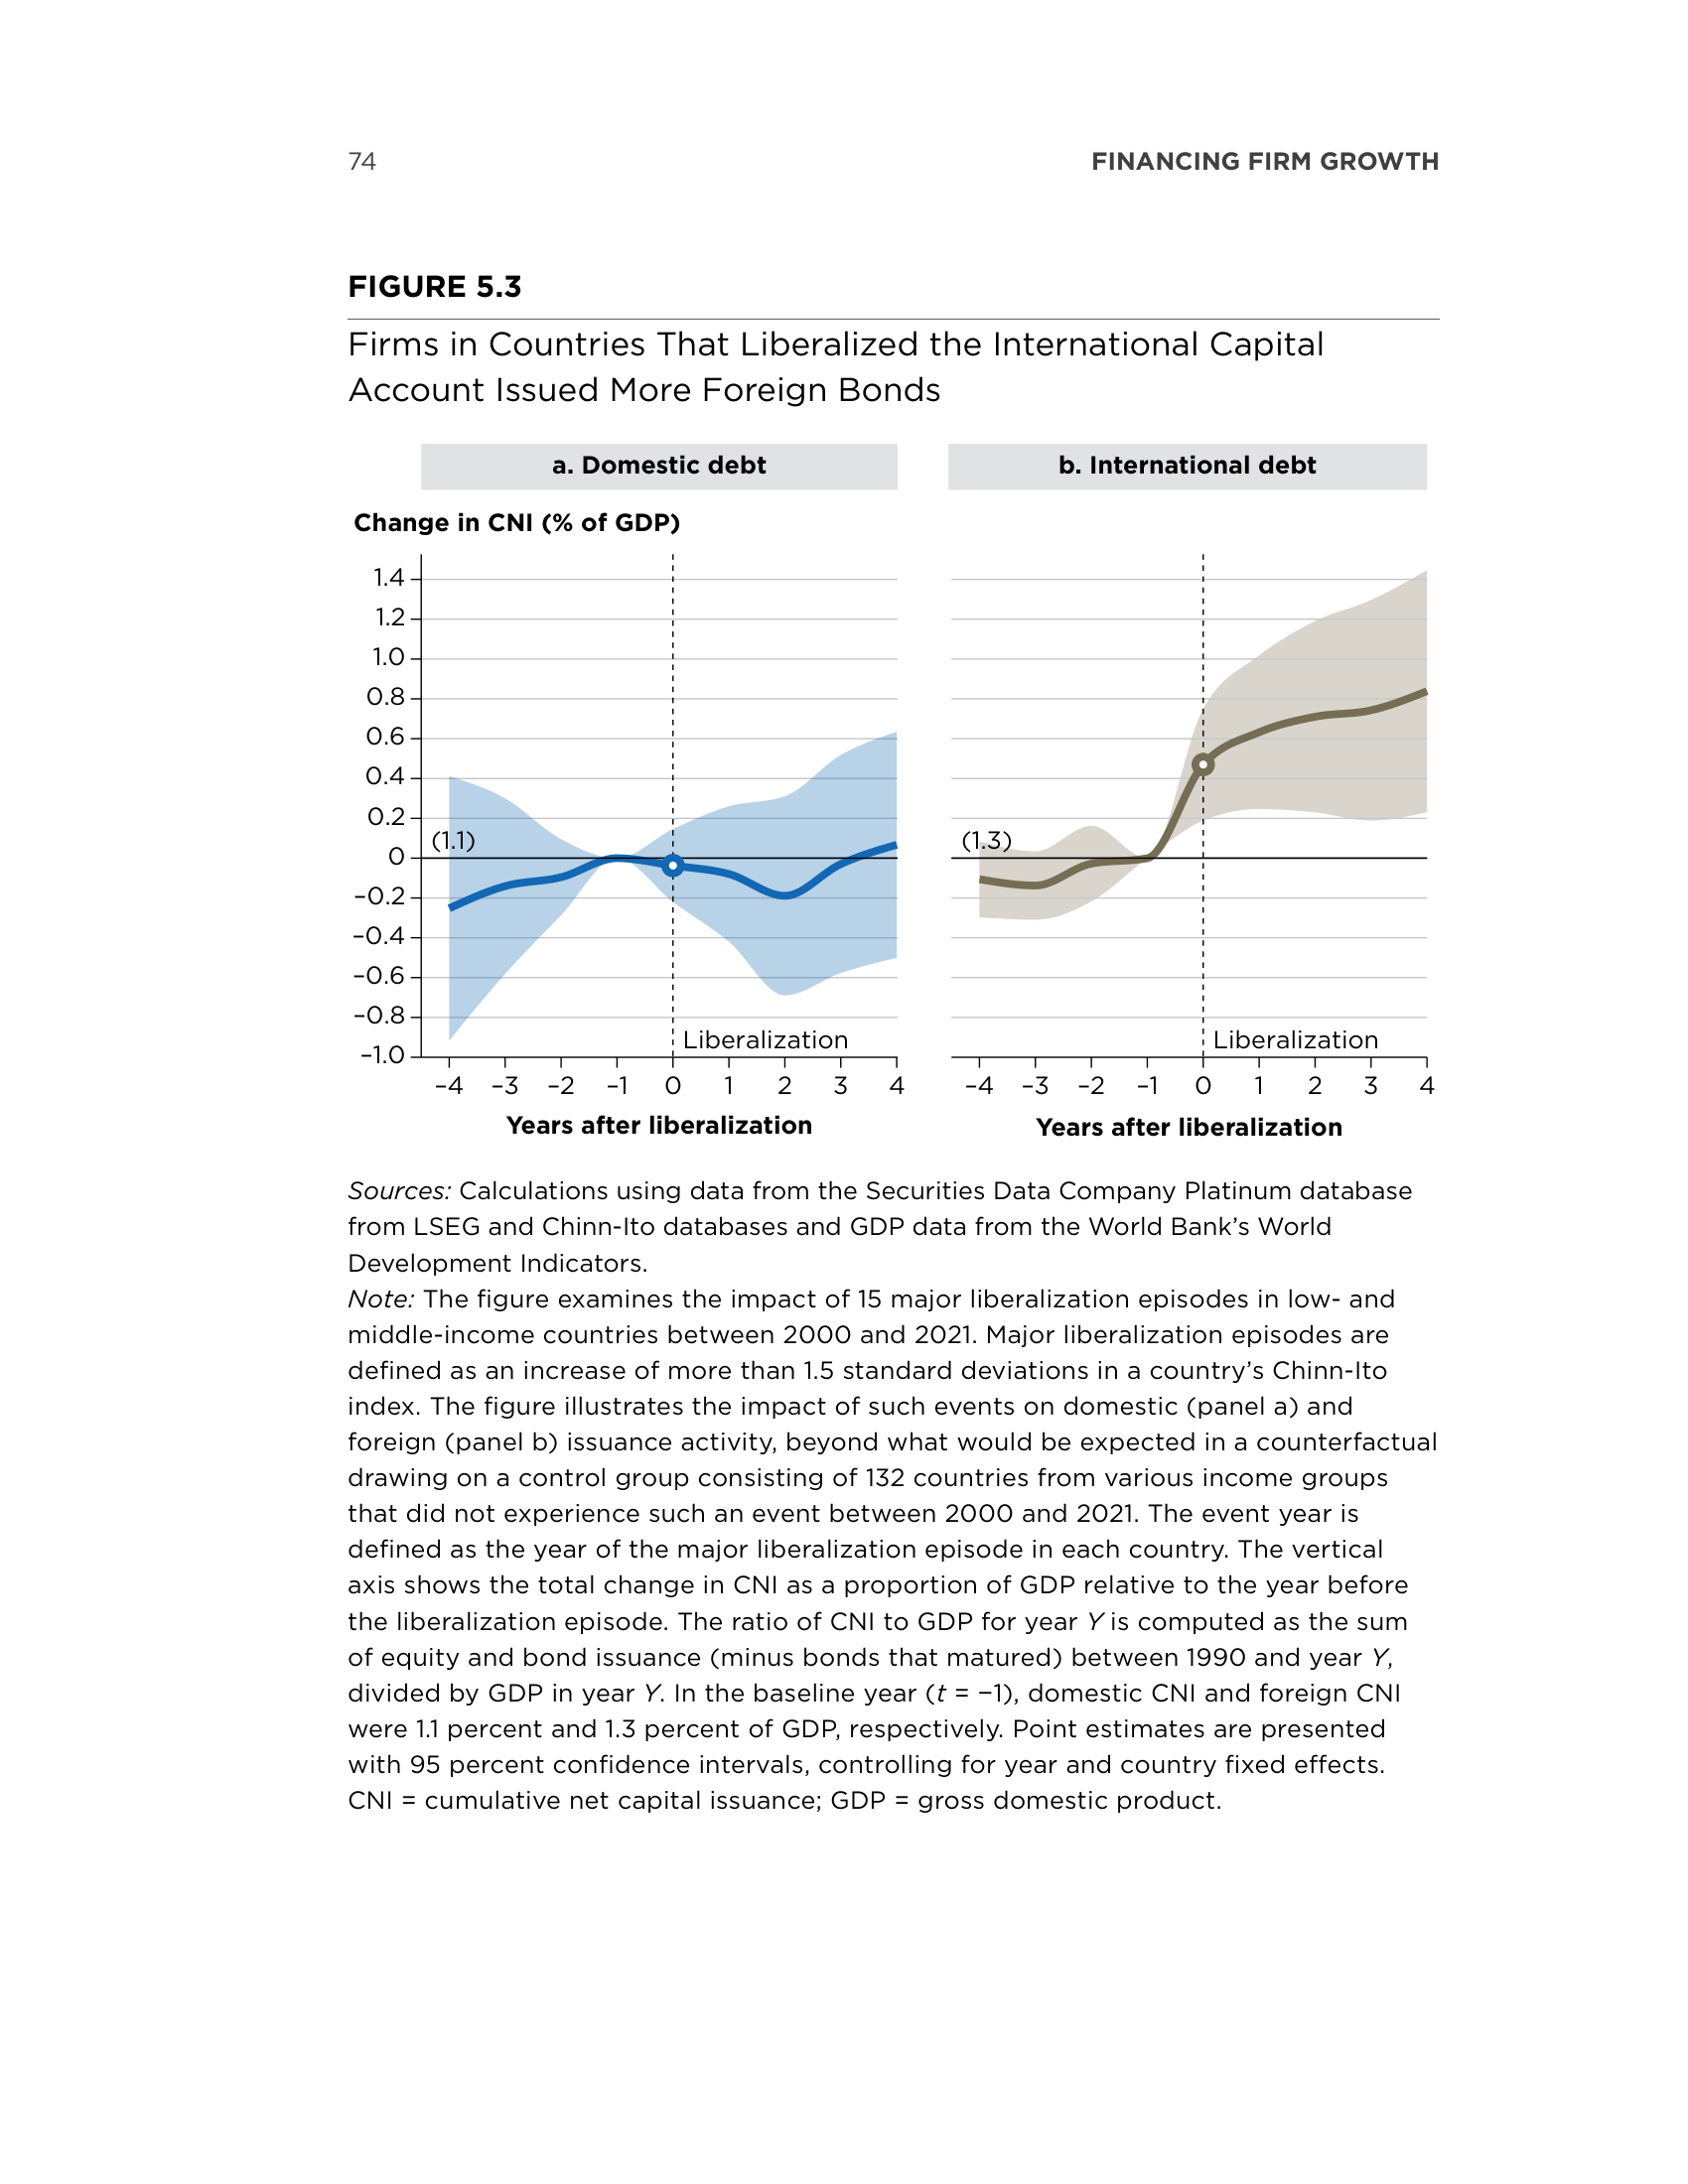 74 FINANCING FIRM GROWTH
FIGURE 5.3
Firms in Countries That Liberalized the International Capital
Account Issued More Foreign Bonds
a. Domestic debt
b. International debt
Change in CNI (% of GDP)
1.4
1.2
1.0
0.8
0.6
0.4
0.2
0
–0.2
–0.4
–0.6
–0.8
–1.0
(1.1)
Liberalization
–4 –3 –2 –1 0 1 2 3 4
Years after liberalization
(1.3)
Liberalization
–4 –3 –2 –1 0 1 2 3 4
Years after liberalization
Sources: Calculations using data from the Securities Data Company Platinum database
from LSEG and Chinn-Ito databases and GDP data from the World Bank’s World
Development Indicators.
Note: The figure examines the impact of 15 major liberalization episodes in low- and
middle-income countries between 2000 and 2021. Major liberalization episodes are
defined as an increase of more than 1.5 standard deviations in a country’s Chinn-Ito
index. The figure illustrates the impact of such events on domestic (panel a) and
foreign (panel b) issuance activity, beyond what would be expected in a counterfactual
drawing on a control group consisting of 132 countries from various income groups
that did not experience such an event between 2000 and 2021. The event year is
defined as the year of the major liberalization episode in each country. The vertical
axis shows the total change in CNI as a proportion of GDP relative to the year before
the liberalization episode. The ratio of CNI to GDP for year Y is computed as the sum
of equity and bond issuance (minus bonds that matured) between 1990 and year Y,
divided by GDP in year Y. In the baseline year (t = −1), domestic CNI and foreign CNI
were 1.1 percent and 1.3 percent of GDP, respectively. Point estimates are presented
with 95 percent confidence intervals, controlling for year and country fixed effects.
CNI = cumulative net capital issuance; GDP = gross domestic product.